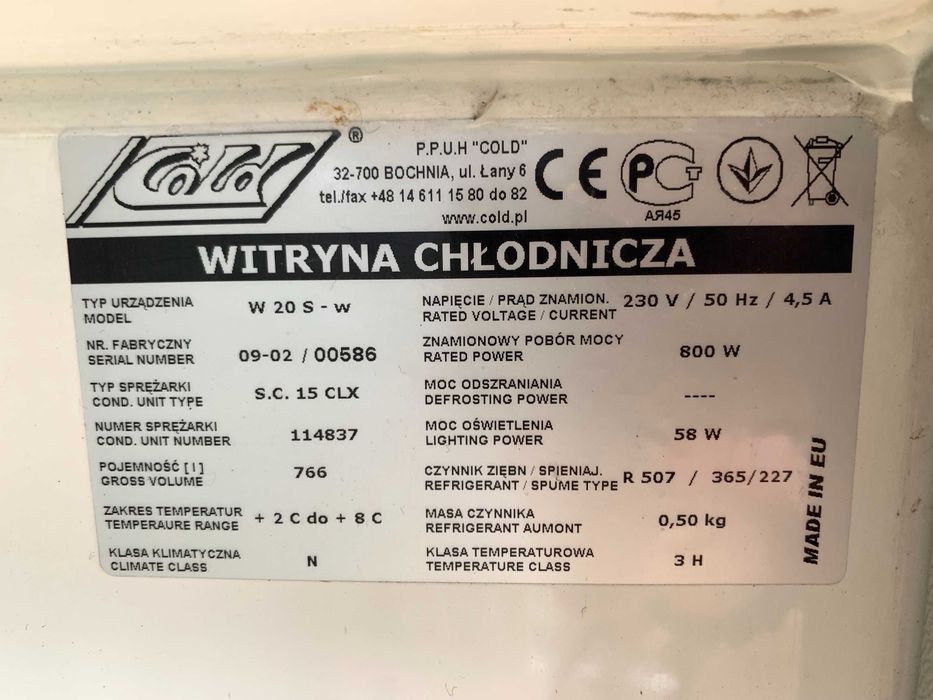 Cold ®
P.P.U.H "COLD"
32-700 BOCHNIA, ul. Łany 6
tel./fax +48 14 611 15 80 do 82
www.cold.pl
CE
РСТ
АЯ45
WITRYNA CHŁODNICZA
TYP URZĄDZENIA
MODEL
W 20 S - w
NR. FABRYCZNY
SERIAL NUMBER
09-02 / 00586
TYP SPRĘŻARKI
COND. UNIT TYPE
S.C. 15 CLX
NUMER SPRĘŻARKI
COND. UNIT NUMBER
114837
POJEMNOŚĆ [ l ]
GROSS VOLUME
766
ZAKRES TEMPERATUR
TEMPERAURE RANGE
+ 2 C do + 8 C
KLASA KLIMATYCZNA
CLIMATE CLASS
N
NAPIĘCIE / PRĄD ZNAMION.
RATED VOLTAGE / CURRENT
230 V / 50 Hz / 4,5 A
ZNAMIONOWY POBÓR MOCY
RATED POWER
800 W
MOC ODSZRANIANIA
DEFROSTING POWER
----
MOC OŚWIETLENIA
LIGHTING POWER
58 W
CZYNNIK ZIĘBN / SPIENIAJ.
REFRIGERANT / SPUME TYPE
R 507 / 365/227
MASA CZYNNIKA
REFRIGERANT AUMONT
0,50 kg
KLASA TEMPERATUROWA
TEMPERATURE CLASS
3 H
MADE IN EU